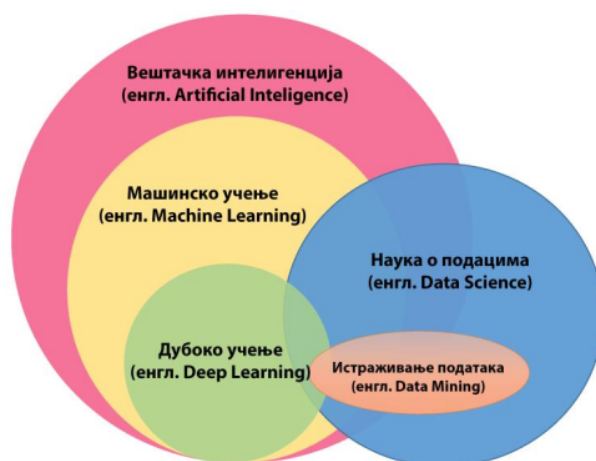 Вештачка интелигенција
(енгл. Artificial Inteligence)
Машинско учење
(енгл. Machine Learning)
Наука о подацима
(енгл. Data Science)
Дубоко учење
(енгл. Deep Learning)
Истраживање података
(енгл. Data Mining)